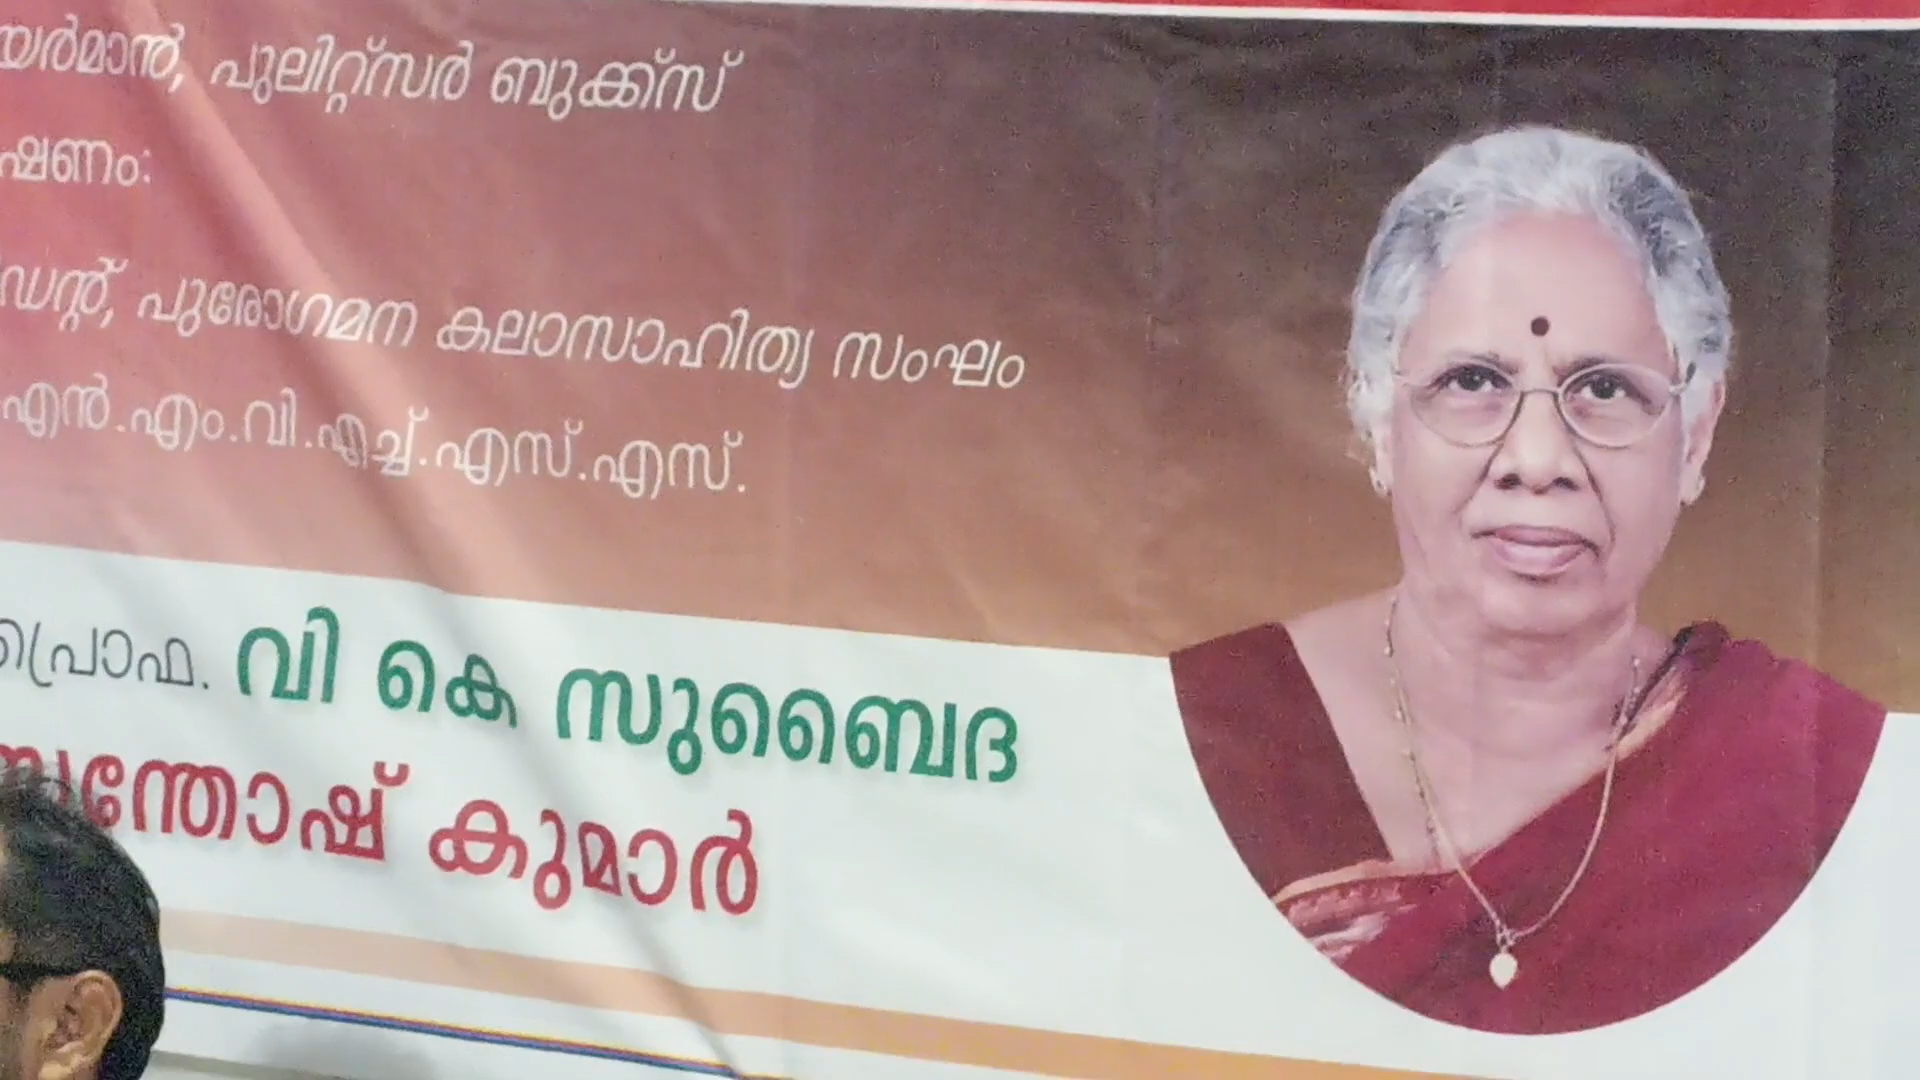 യർമാൻ, പുലിറ്റ്സർ ബുക്ക്സ്
ഷണം:
ഡന്റ്, പുരോഗമന കലാസാഹിത്യ സംഘം
എൻ.എം.വി.എച്ച്.എസ്.എസ്.
പ്രൊഫ. വി കെ സുബൈദ
ന്തോഷ് കുമാർ